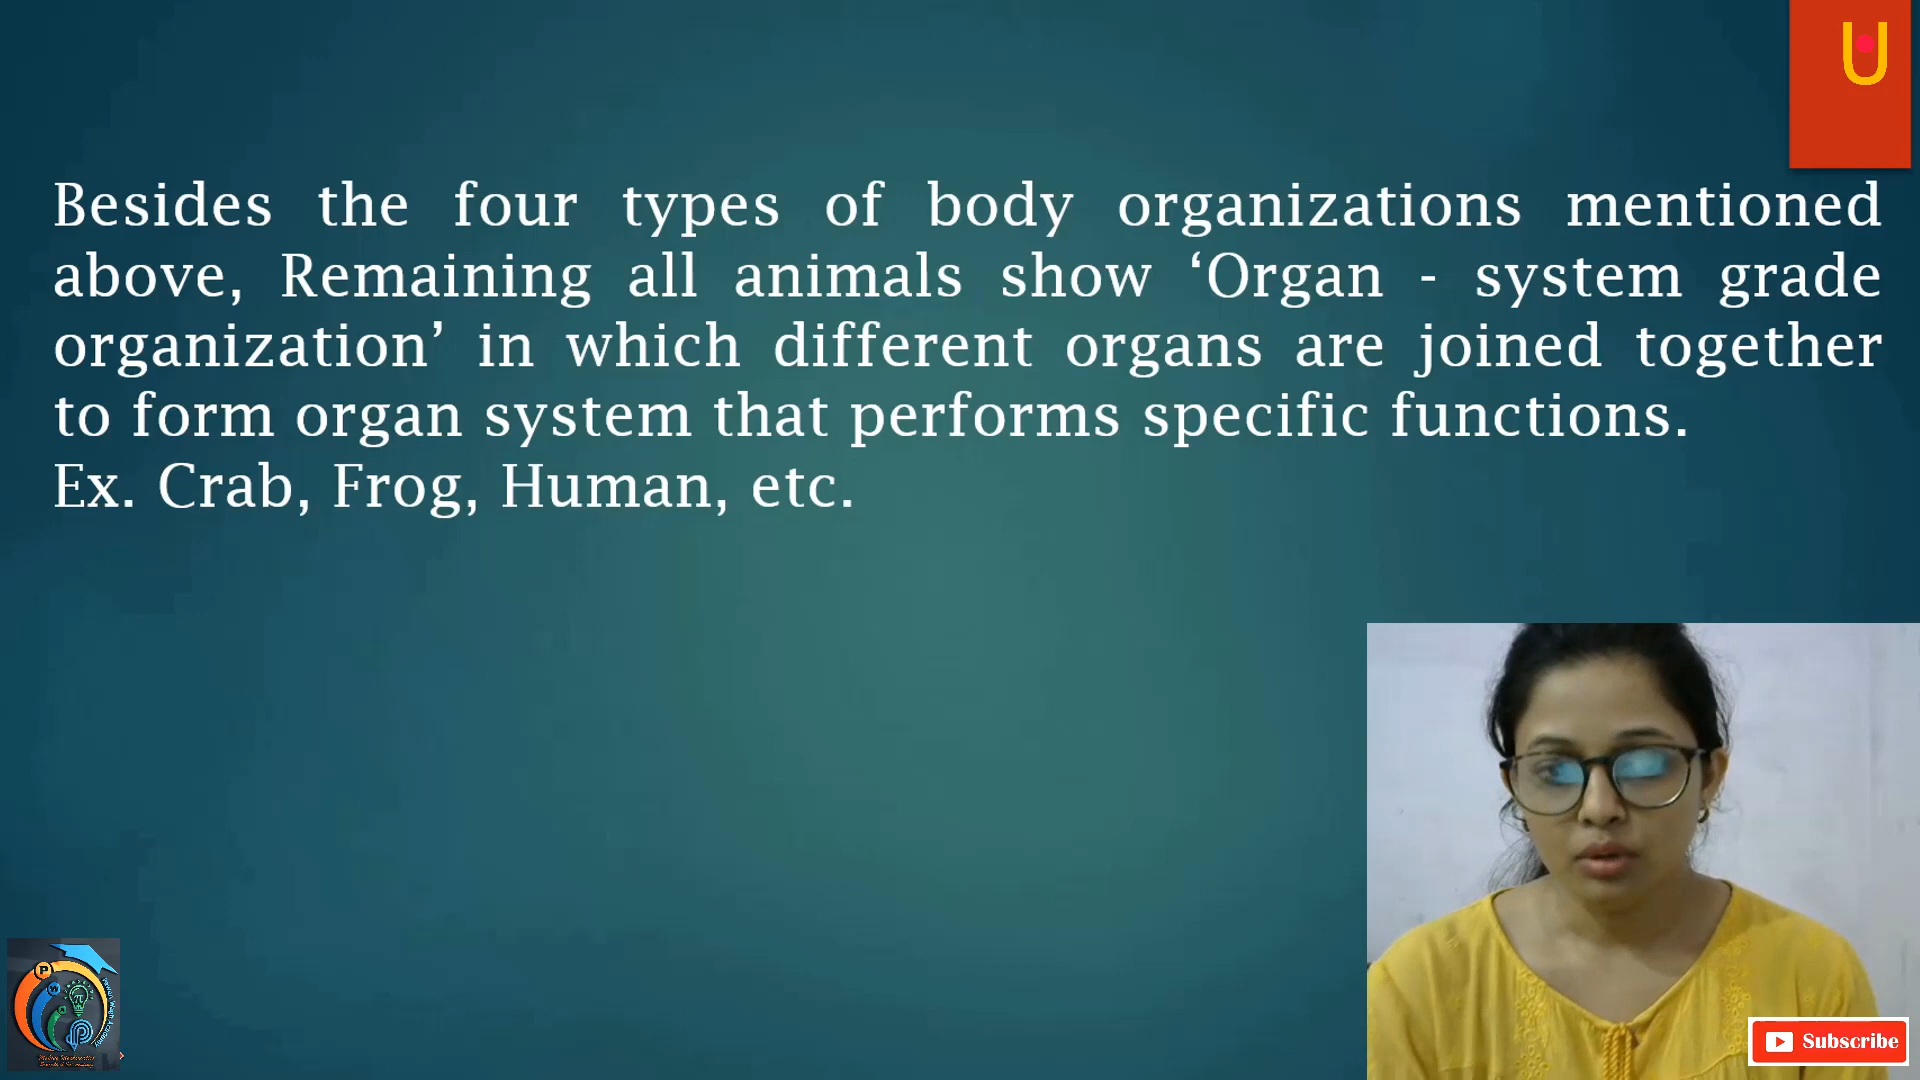 Besides the four types of body organizations mentioned
above, Remaining all animals show ‘Organ - system grade
organization’ in which different organs are joined together
to form organ system that performs specific functions.
Ex. Crab, Frog, Human, etc.
Subscribe